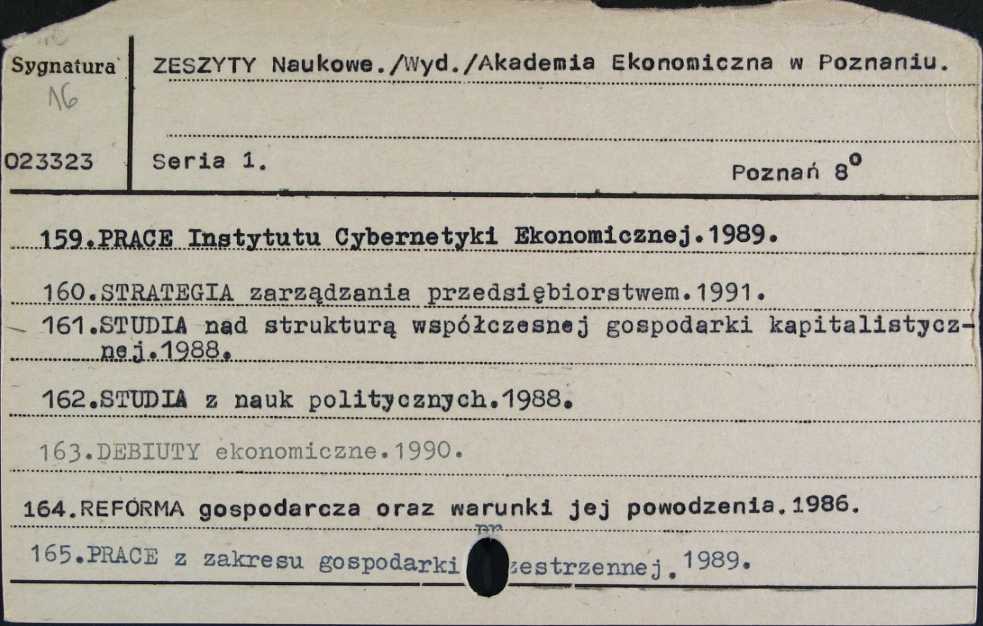 Sygnatura ZESZYTY Naukowe./Wyd./Akademia Ekonomiczna w Poznaniu.
16
023323 Seria 1. Poznań 8º
159.PRACE Instytutu Cybernetyki Ekonomicznej.1989.
160.STRATEGIA zarządzania przedsiębiorstwem.1991.
161.STUDIA nad strukturą współczesnej gospodarki kapitalistycz-
nej.1988.
162.STUDIA z nauk politycznych.1988.
163.DEBIUTY ekonomiczne.1990.
164.REFORMA gospodarcza oraz warunki jej powodzenia.1986.
165.PRACE z zakresu gospodarki zestrzennej.1989.